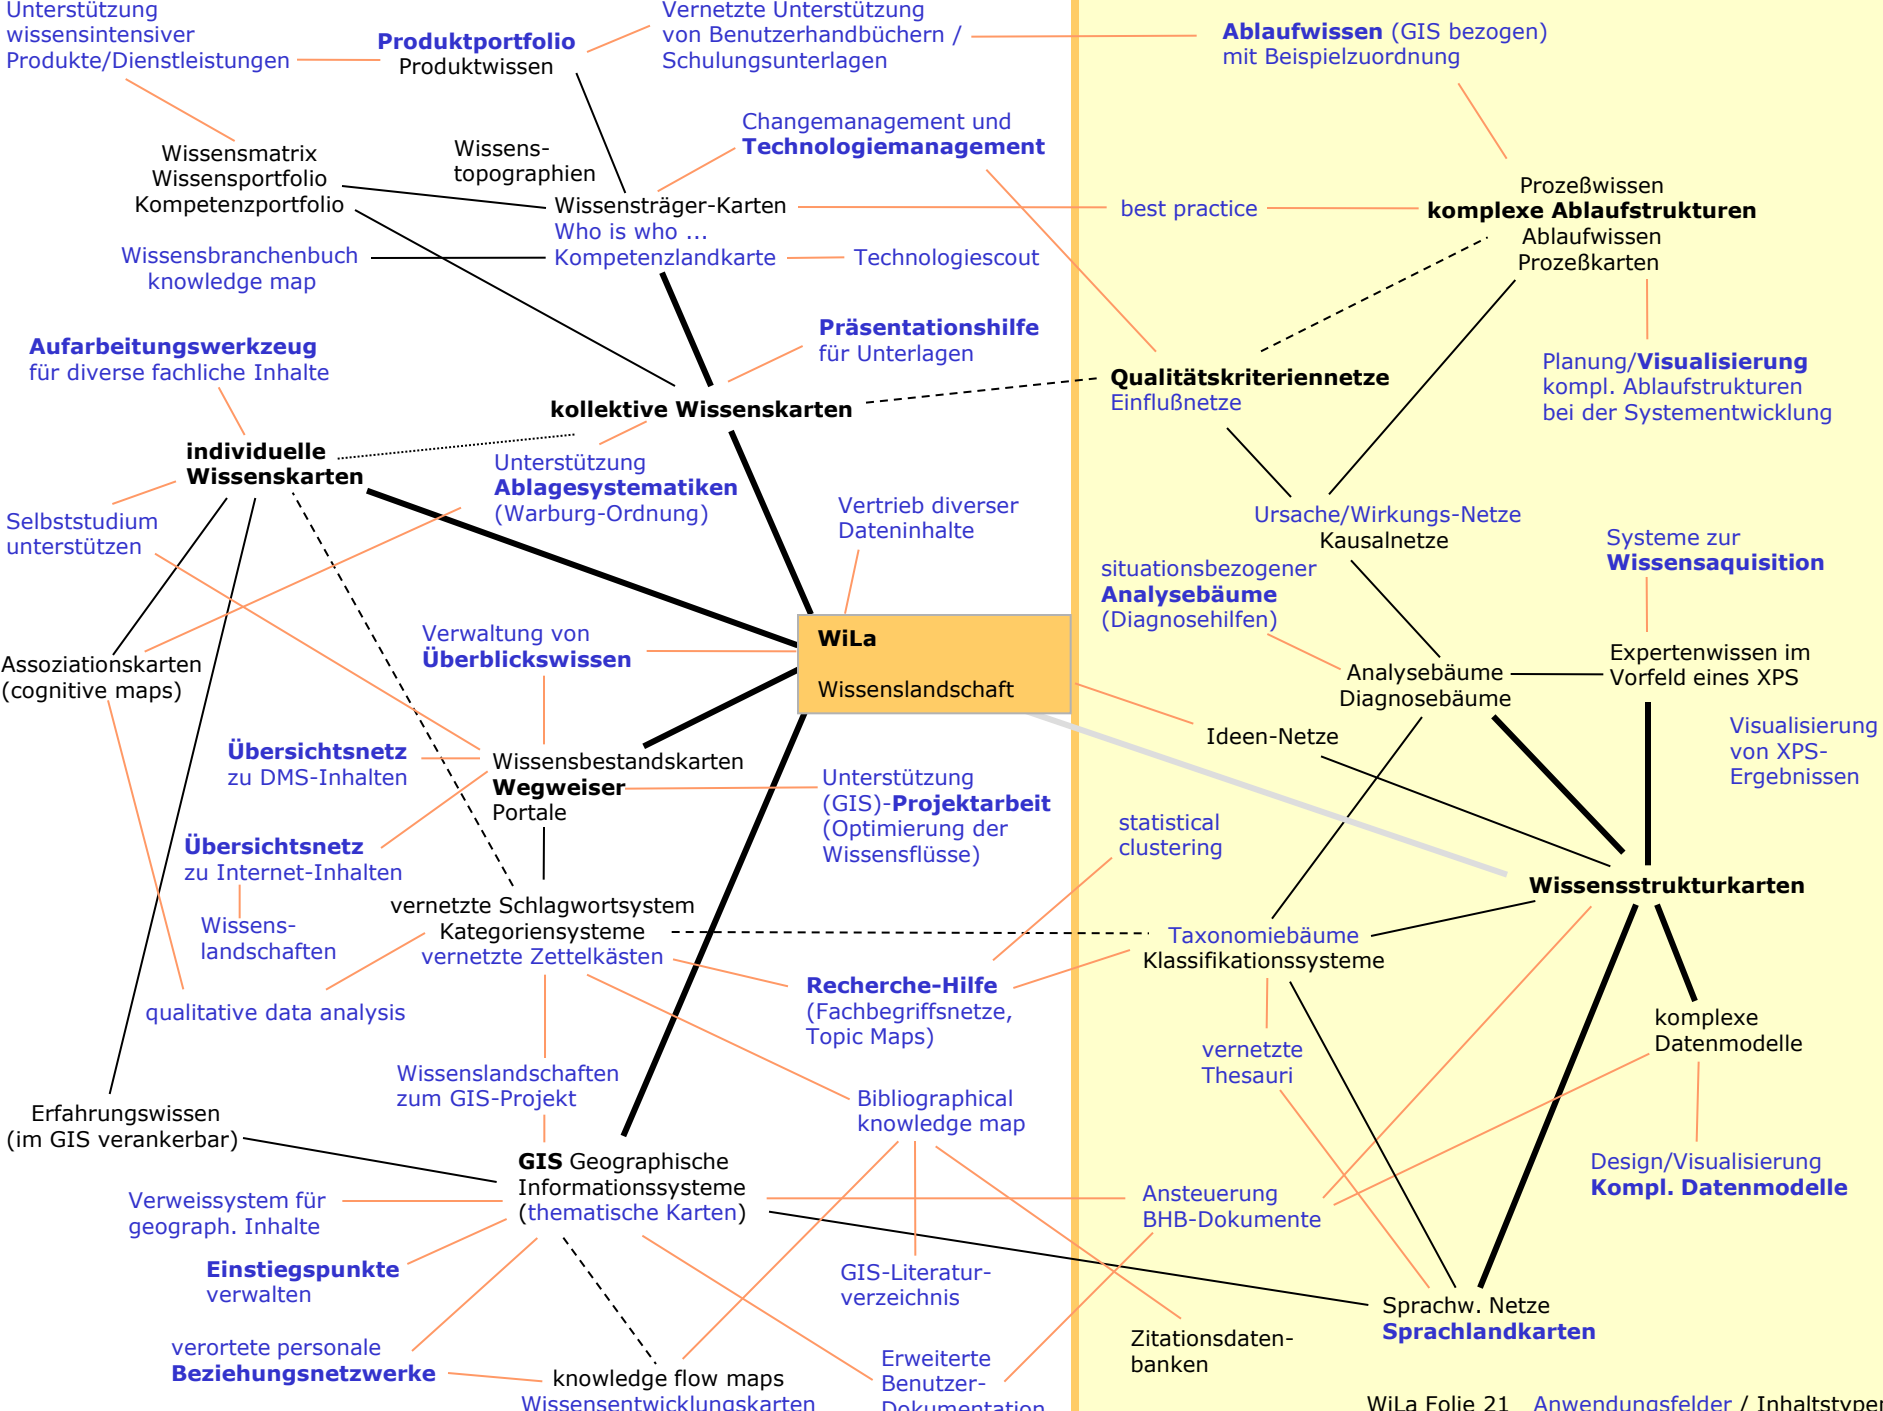 Unterstützung
wissensintensiver
Produkte/Dienstleistungen
Produktportfolio
Produktwissen
Vernetzte Unterstützung
von Benutzerhandbüchern /
Schulungsunterlagen
Ablaufwissen (GIS bezogen)
mit Beispielzuordnung
Wissensmatrix
Wissensportfolio
Kompetenzportfolio
Wissens-
topographien
Changemanagement und
Technologiemanagement
Wissensträger-Karten
Who is who ...
Kompetenzlandkarte
best practice
Prozeßwissen
komplexe Ablaufstrukturen
Ablaufwissen
Prozeßkarten
Wissensbranchenbuch
knowledge map
Technologiescout
Präsentationshilfe
für Unterlagen
Aufarbeitungswerkzeug
für diverse fachliche Inhalte
Planung/Visualisierung
kompl. Ablaufstrukturen
bei der Systementwicklung
Qualitätskriteriennetze
Einflußnetze
kollektive Wissenskarten
individuelle
Wissenskarten
Unterstützung
Ablagesystematiken
(Warburg-Ordnung)
Vertrieb diverser
Dateninhalte
Selbststudium
unterstützen
Ursache/Wirkungs-Netze
Kausalnetze
Systeme zur
Wissensaquisition
situationsbezogener
Analysebäume
(Diagnosehilfen)
Verwaltung von
Überblickswissen
WiLa
Wissenslandschaft
Assoziationskarten
(cognitive maps)
Analysebäume
Diagnosebäume
Expertenwissen im
Vorfeld eines XPS
Ideen-Netze
Visualisierung
von XPS-
Ergebnissen
Übersichtsnetz
zu DMS-Inhalten
Wissensbestandskarten
Wegweiser
Portale
Unterstützung
(GIS)-Projektarbeit
(Optimierung der
Wissensflüsse)
statistical
clustering
Übersichtsnetz
zu Internet-Inhalten
Wissens-
landschaften
vernetzte Schlagwortsystem
Kategoriensysteme
vernetzte Zettelkästen
Wissensstrukturkarten
Taxonomiebäume
Klassifikationssysteme
Recherche-Hilfe
(Fachbegriffsnetze,
Topic Maps)
qualitative data analysis
komplexe
Datenmodelle
vernetzte
Thesauri
Wissenslandschaften
zum GIS-Projekt
Bibliographical
knowledge map
Erfahrungswissen
(im GIS verankerbar)
GIS Geographische
Informationssysteme
(thematische Karten)
Design/Visualisierung
Kompl. Datenmodelle
Verweissystem für
geograph. Inhalte
Ansteuerung
BHB-Dokumente
Einstiegspunkte
verwalten
GIS-Literatur-
verzeichnis
Sprachw. Netze
Sprachlandkarten
Zitationsdaten-
banken
verortete personale
Beziehungsnetzwerke
knowledge flow maps
Wissensentwicklungskarten
Erweiterte
Benutzer-
Dokumentation
WiLa Folie 21 Anwendungsfelder / Inhaltstypen